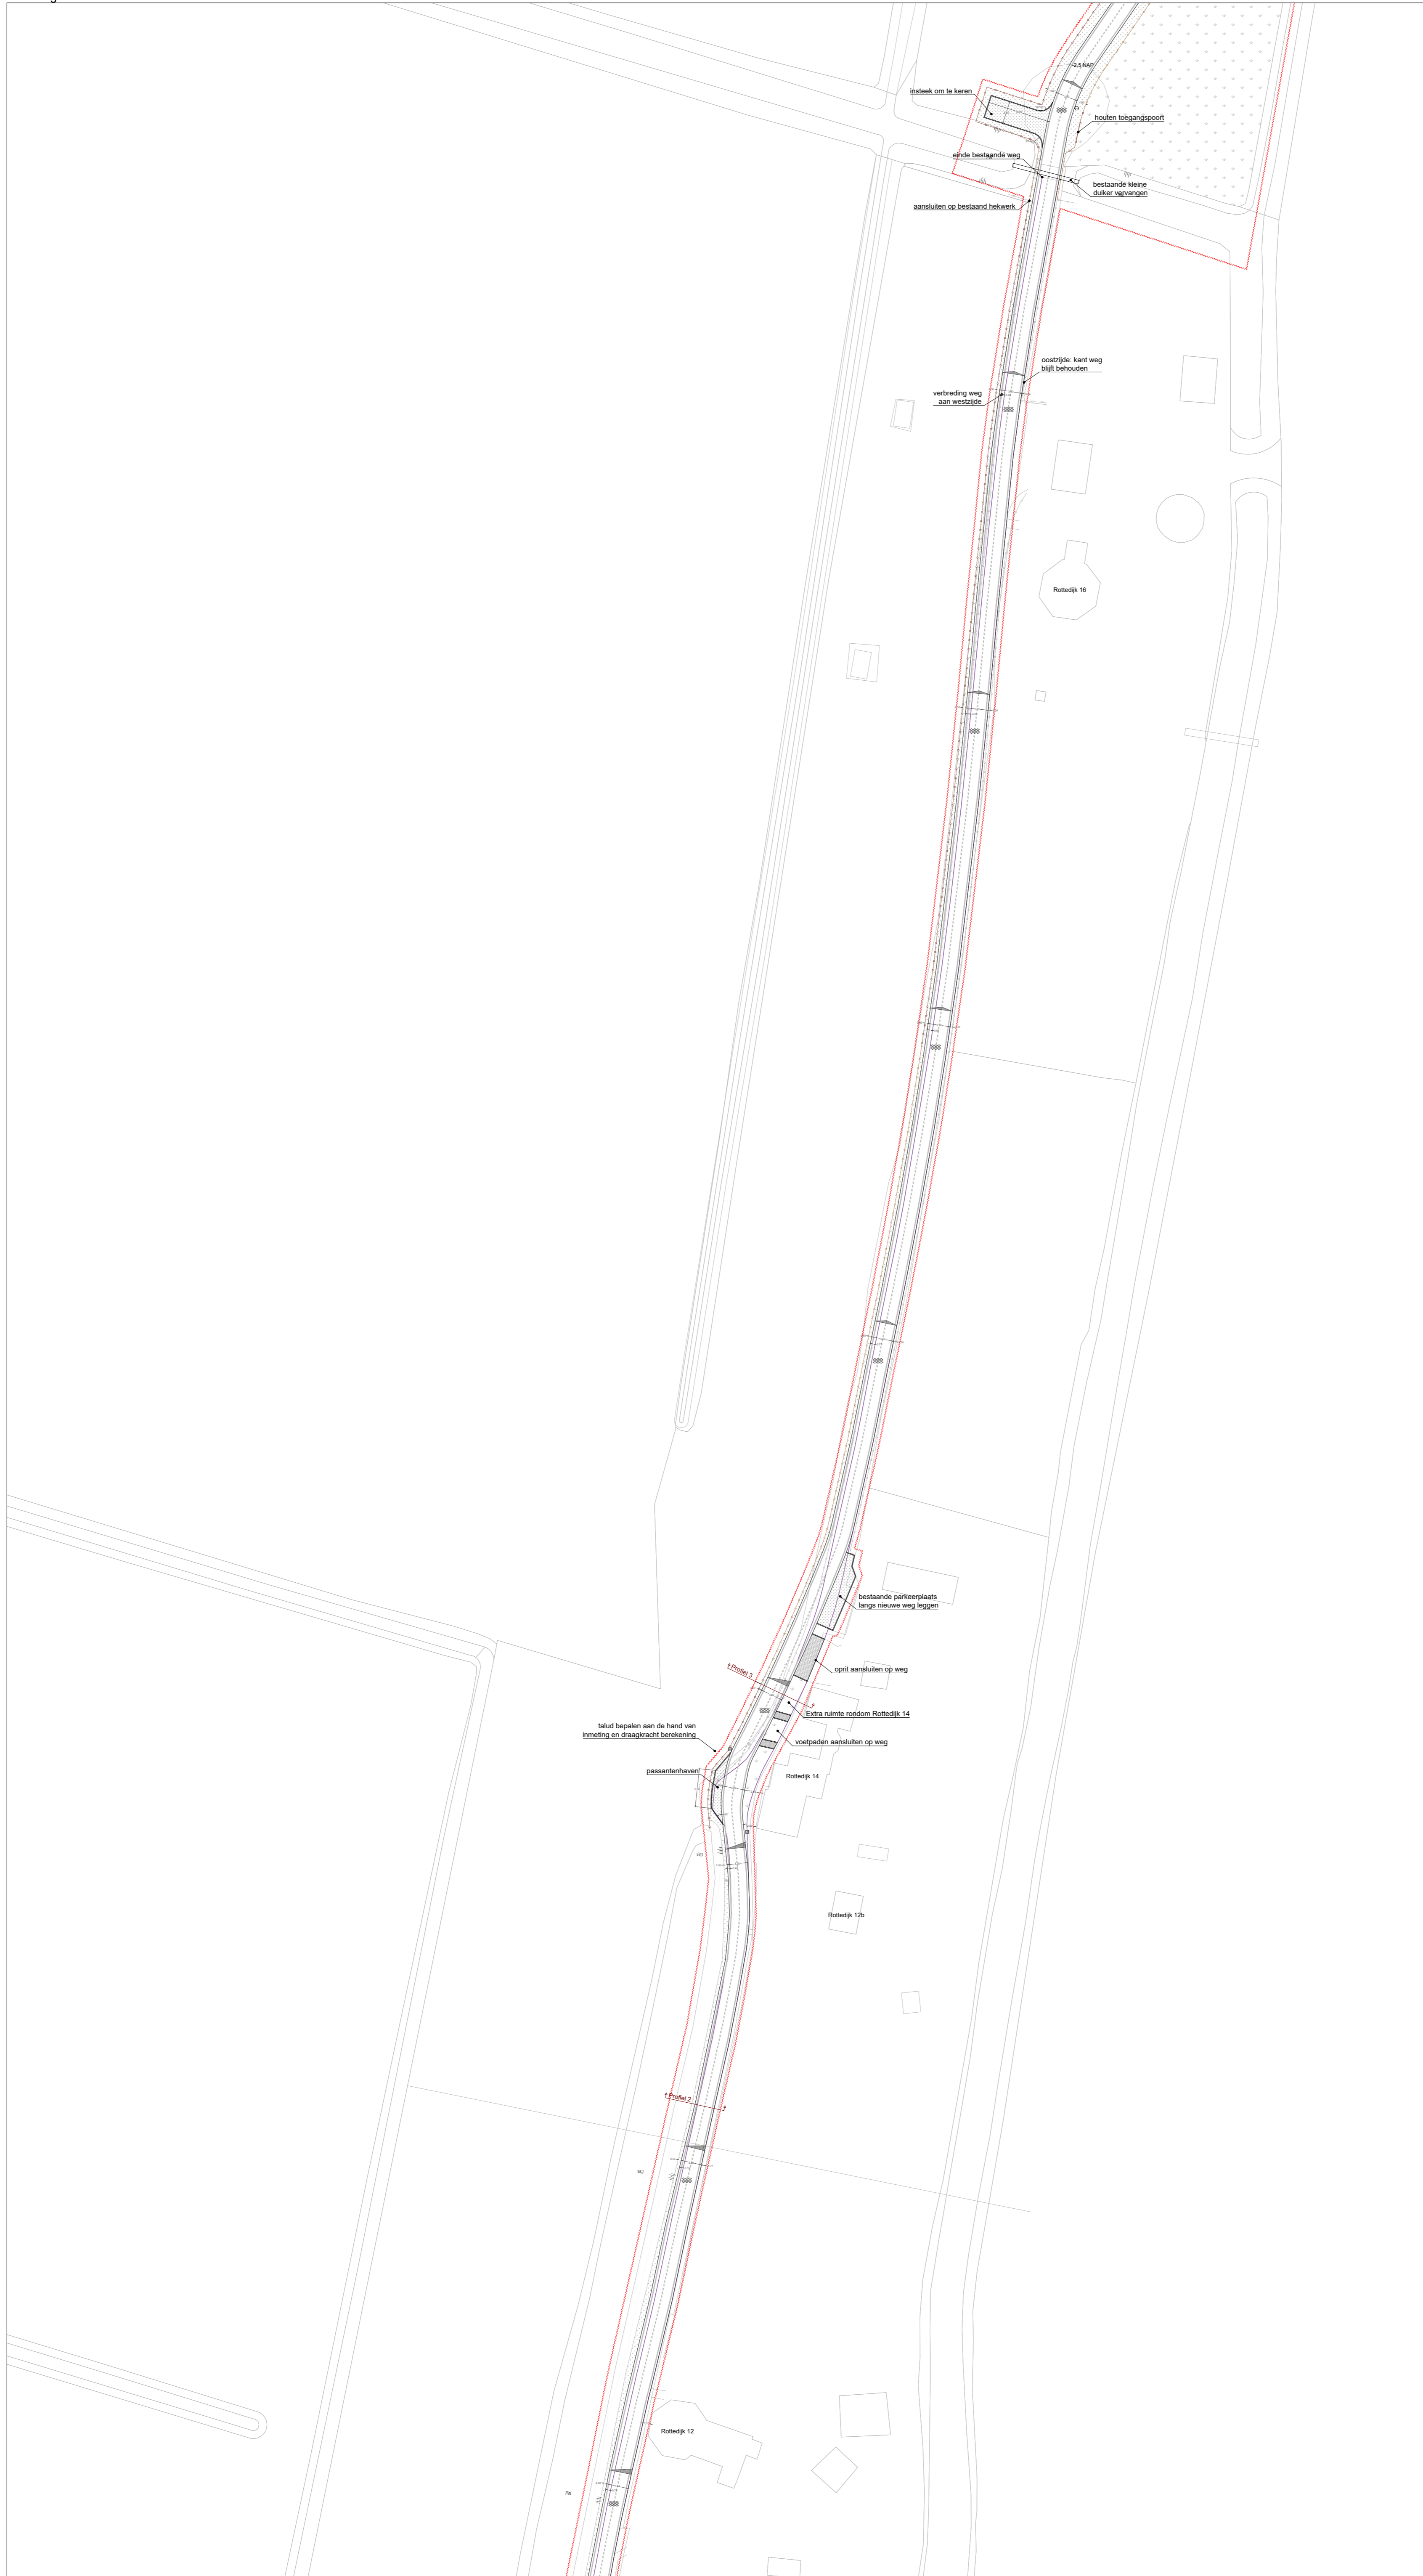 -2.5 NAP
insteek om te keren
houten toegangspoort
einde bestaande weg
bestaande kleine
duiker vervangen
aansluiten op bestaand hekwerk
oostzijde: kant weg
blijft behouden
verbreding weg
aan westzijde
Rottedijk 16
bestaande parkeerplaats
langs nieuwe weg leggen
oprit aansluiten op weg
Profiel 3
Extra ruimte rondom Rottedijk 14
talud bepalen aan de hand van
inmeting en draagkracht berekening
voetpaden aansluiten op weg
passantenhaven
Rottedijk 14
Rottedijk 12b
Profiel 2
Rottedijk 12